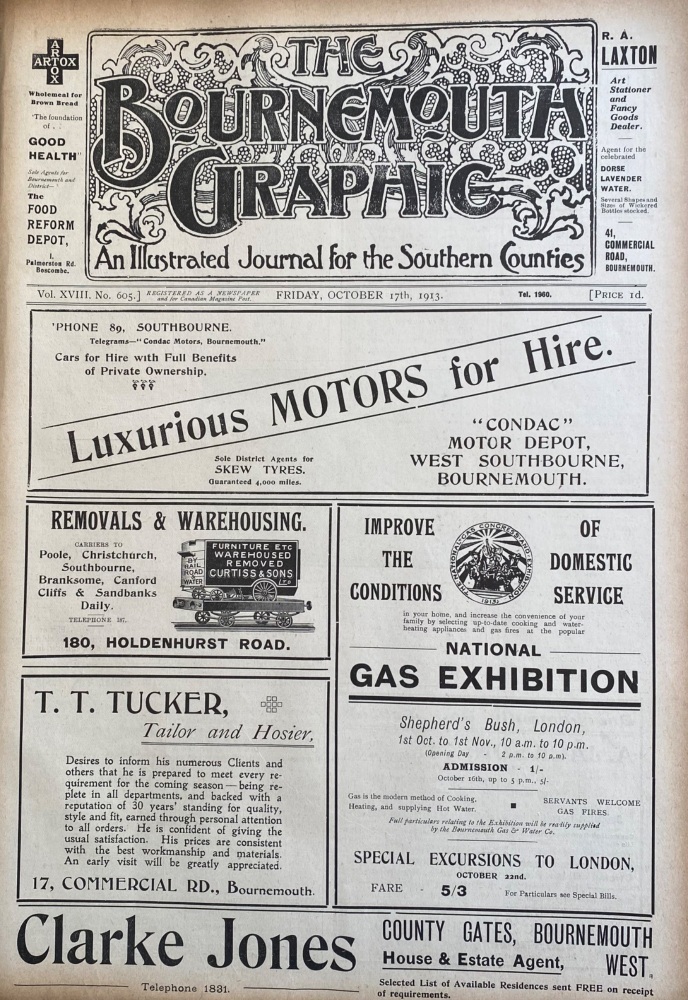 ARTOX
ARTOX
Wholemeal for
Brown Bread
"The foundation
of . .
GOOD
HEALTH"
Sole Agents for
Bournemouth and
District—
The
FOOD
REFORM
DEPOT,
1,
Palmerston Rd.
Boscombe.
THE
BOURNEMOUTH
GRAPHIC
An Illustrated Journal for the Southern Counties
R. A.
LAXTON
Art
Stationer
and
Fancy
Goods
Dealer.
Agent for the
celebrated
DORSE
LAVENDER
WATER.
Several Shapes and
Sizes of Wickered
Bottles stocked.
41,
COMMERCIAL
ROAD,
BOURNEMOUTH.
Vol. XVIII. No. 605.] REGISTERED AS A NEWSPAPER and for Canadian Magazine Post. FRIDAY, OCTOBER 17th, 1913. Tel. 1960. [PRICE 1d.
'PHONE 89, SOUTHBOURNE.
Telegrams—"Condac Motors, Bournemouth."
Cars for Hire with Full Benefits
of Private Ownership.
Luxurious MOTORS for Hire.
Sole District Agents for
SKEW TYRES.
Guaranteed 4,000 miles.
"CONDAC"
MOTOR DEPOT,
WEST SOUTHBOURNE,
BOURNEMOUTH.
REMOVALS & WAREHOUSING.
CARRIERS TO
Poole, Christchurch,
Southbourne,
Branksome, Canford
Cliffs & Sandbanks
Daily.
TELEPHONE 187.
BY
RAIL
ROAD
OR
WATER
FURNITURE ETC
WAREHOUSED
REMOVED
CURTISS & SONS
LTD
180, HOLDENHURST ROAD.
T. T. TUCKER,
Tailor and Hosier,
Desires to inform his numerous Clients and
others that he is prepared to meet every re-
quirement for the coming season—being re-
plete in all departments, and backed with a
reputation of 30 years' standing for quality,
style and fit, earned through personal attention
to all orders. He is confident of giving the
usual satisfaction. His prices are consistent
with the best workmanship and materials.
An early visit will be greatly appreciated.
17, COMMERCIAL RD., Bournemouth.
IMPROVE
THE
CONDITIONS
NATIONAL GAS CONGRESS AND EXHIBITION
1913
OF
DOMESTIC
SERVICE
in your home, and increase the convenience of your
family by selecting up-to-date cooking and water-
heating appliances and gas fires at the popular
NATIONAL
GAS EXHIBITION
Shepherd's Bush, London,
1st Oct. to 1st Nov., 10 a.m. to 10 p.m.
(Opening Day - 2 p.m. to 10 p.m).
ADMISSION - 1/-
October 16th, up to 5 p.m., 5/-
Gas is the modern method of Cooking,
Heating, and supplying Hot Water.
SERVANTS WELCOME
GAS FIRES.
Full particulars relating to the Exhibition will be readily supplied
by the Bournemouth Gas & Water Co.
SPECIAL EXCURSIONS TO LONDON,
OCTOBER 22nd.
FARE - 5/3 For Particulars see Special Bills.
Clarke Jones
Telephone 1831.
COUNTY GATES, BOURNEMOUTH
House & Estate Agent, WEST.
Selected List of Available Residences sent FREE on receipt
of requirements.